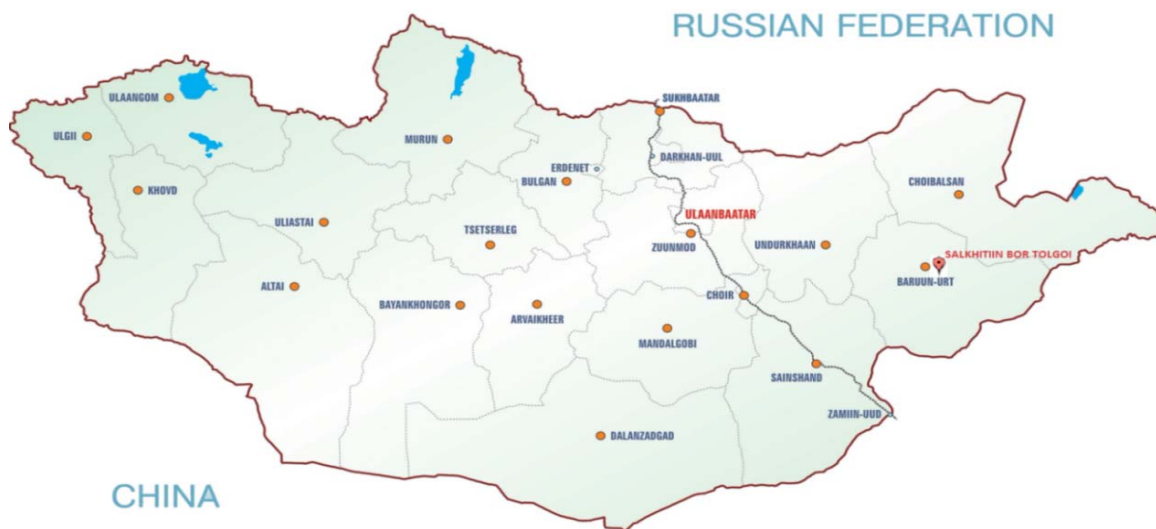 RUSSIAN FEDERATION
ULAANGOM
SUKHBAATAR
ULGII
MURUN
DARKHAN-UUL
ERDENET
BULGAN
KHOVD
CHOIBALSAN
ULIASTAI
ULAANBAATAR
TSETSERLEG
ZUUNMOD
UNDURKHAAN
SALKHITIIN BOR TOLGOI
BARUUN-URT
ALTAI
BAYANKHONGOR
ARVAIKHEER
CHOIR
MANDALGOBI
SAINSHAND
ZAMIIN-UUD
DALANZADGAD
CHINA